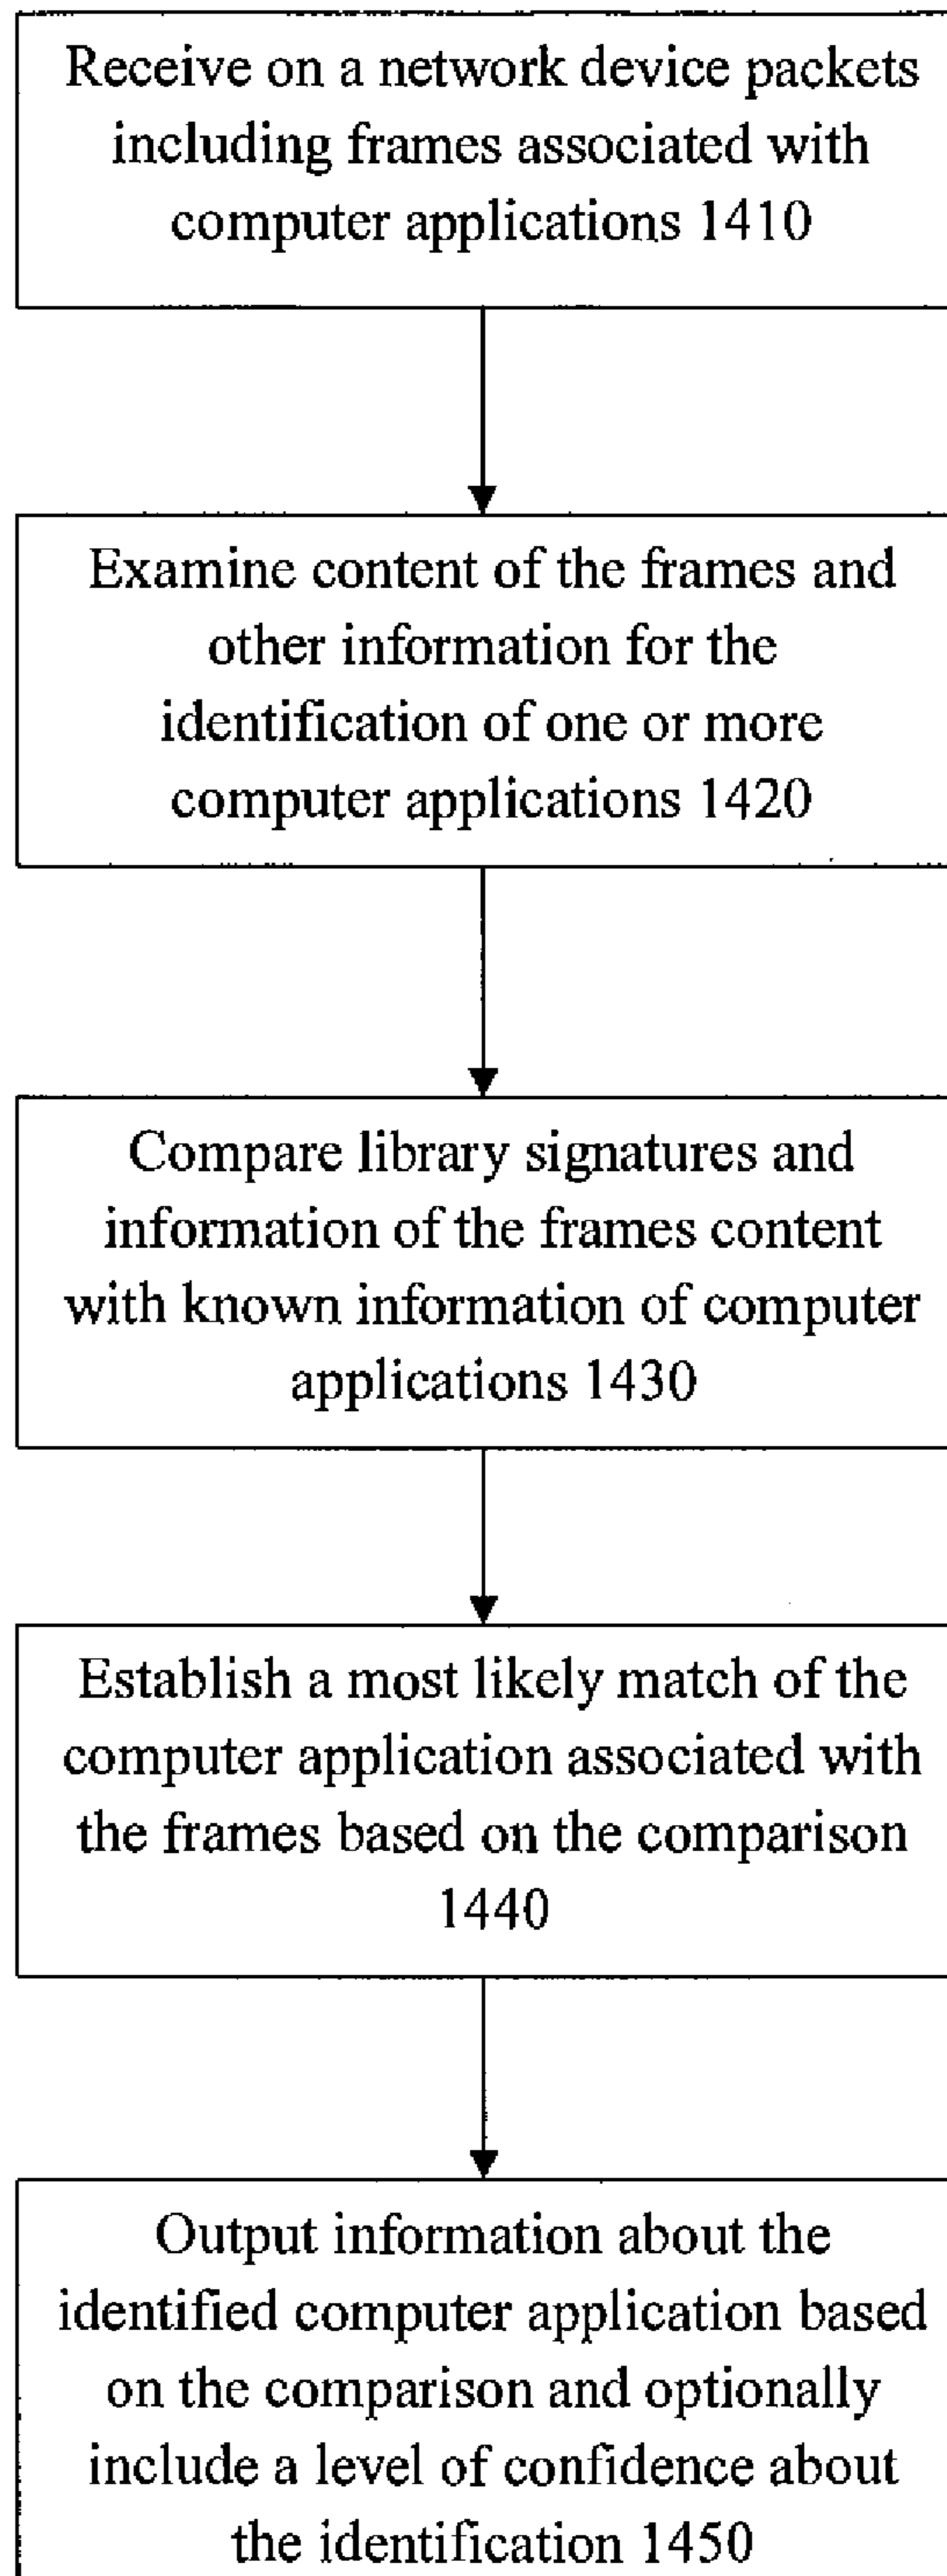 Receive on a network device packets
including frames associated with
computer applications 1410
Examine content of the frames and
other information for the
identification of one or more
computer applications 1420
Compare library signatures and
information of the frames content
with known information of computer
applications 1430
Establish a most likely match of the
computer application associated with
the frames based on the comparison
1440
Output information about the
identified computer application based
on the comparison and optionally
include a level of confidence about
the identification 1450